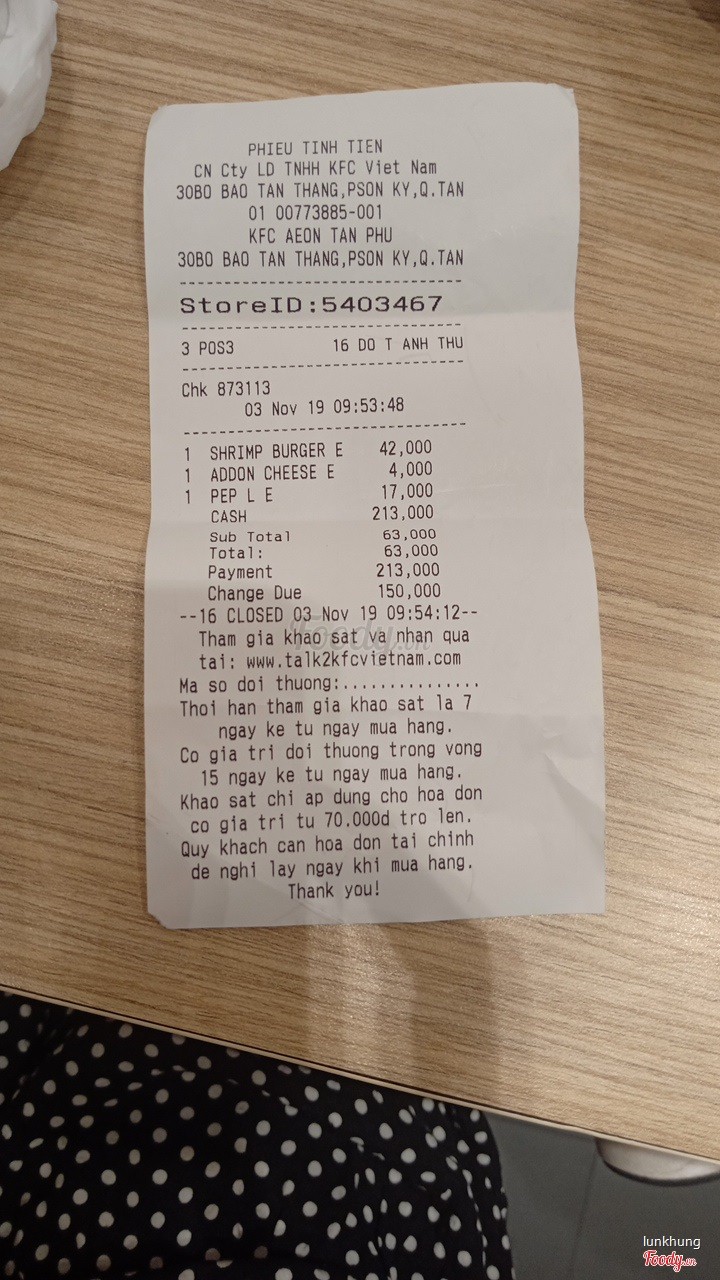 PHIEU TINH TIEN
CN Cty LD TNHH KFC Viet Nam
30BO BAO TAN THANG,PSON KY,Q.TAN
01 00773885-001
KFC AEON TAN PHU
30BO BAO TAN THANG,PSON KY,Q.TAN
StoreID:5403467
3 POS3 16 DO T ANH THU
Chk 873113
03 Nov 19 09:53:48
1 SHRIMP BURGER E 42,000
1 ADDON CHEESE E 4,000
1 PEP L E 17,000
CASH 213,000
Sub Total 63,000
Total: 63,000
Payment 213,000
Change Due 150,000
--16 CLOSED 03 Nov 19 09:54:12--
Tham gia khao sat va nhan qua
tai: www.talk2kfcvietnam.com
Ma so doi thuong:...............
Thoi han tham gia khao sat la 7
ngay ke tu ngay mua hang.
Co gia tri doi thuong trong vong
15 ngay ke tu ngay mua hang.
Khao sat chi ap dung cho hoa don
co gia tri tu 70.000d tro len.
Quy khach can hoa don tai chinh
de nghi lay ngay khi mua hang.
Thank you!
Foody.vn
lunkhung
Foody.vn